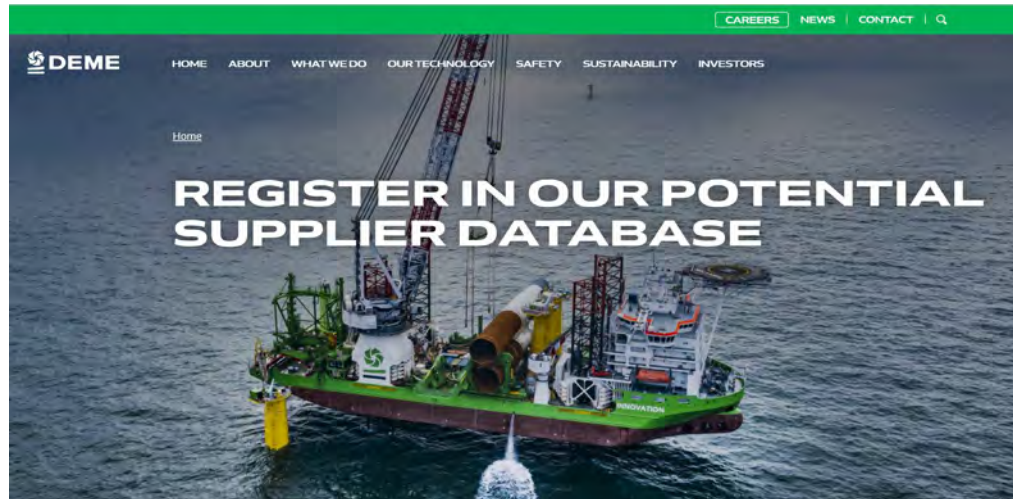 CAREERS NEWS | CONTACT |
DEME HOME ABOUT WHAT WE DO OUR TECHNOLOGY SAFETY SUSTAINABILITY INVESTORS
Home
REGISTER IN OUR POTENTIAL
SUPPLIER DATABASE
INNOVATION